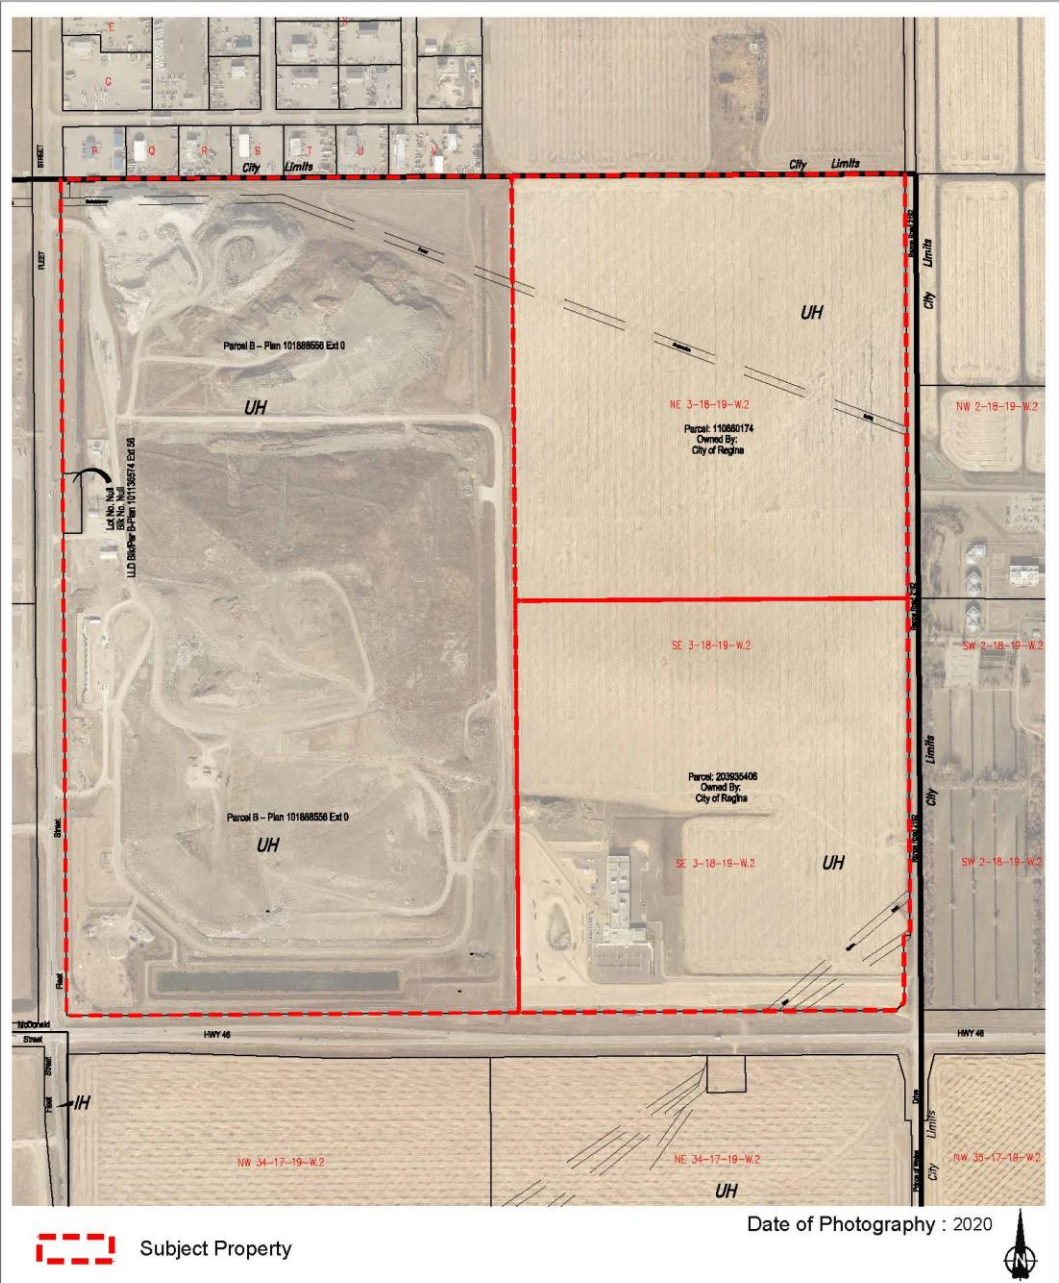 E
X
G
P
Q
R
S
T
U
V
City Limits
City Limits
STREET
FLEET
Power
City Limits
Parcel B – Plan 101888556 Ext 0
UH
UH
NE 3-18-19-W.2
NW 2-18-19-W.2
Parcel: 110860174
Owned By:
City of Regina
Lot No. Null
Blk No. Null
LLD Blk/Par B-Plan 101136574 Ext 56
SE 3-18-19-W.2
SW 2-18-19-W.2
City Limits
Parcel: 203935406
Owned By:
City of Regina
Parcel B – Plan 101888556 Ext 0
UH
Street
SE 3-18-19-W.2
UH
SW 2-18-19-W.2
Fleet
McDonald
Street
HWY 46
HWY 46
Street
Fleet
IH
Drive
City Limits
NW 34-17-19-W.2
NE 34-17-19-W.2
NW 35-17-19-W.2
UH
Date of Photography : 2020
Subject Property
N